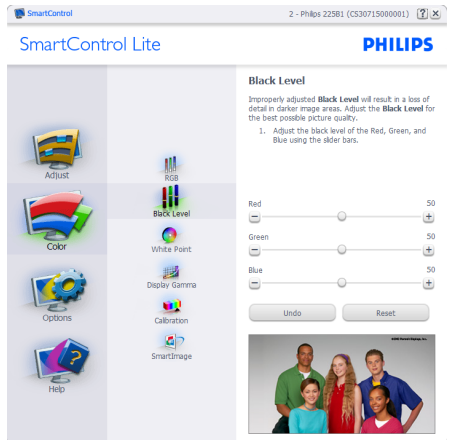 SmartControl
2 - Philips 225B1 (CS30715000001)
?
SmartControl Lite
PHILIPS
Adjust
Color
Options
Help
RGB
Black Level
White Point
Display Gamma
Calibration
SmartImage
Black Level
Improperly adjusted Black Level will result in a loss of
detail in darker image areas. Adjust the Black Level for
the best possible picture quality.
1. Adjust the black level of the Red, Green, and
Blue using the slider bars.
Red 50
Green 50
Blue 50
Undo Reset